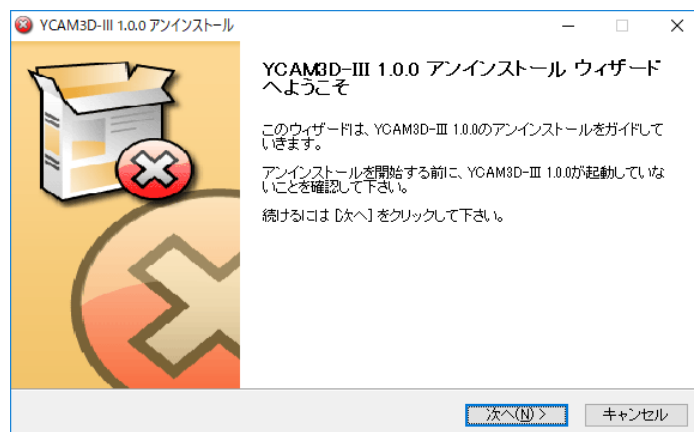 YCAM3D-III 1.0.0 アンインストール
YCAM3D-III 1.0.0 アンインストール ウィザード
へようこそ
このウィザードは、YCAM3D-III 1.0.0のアンインストールをガイドして
いきます。
アンインストールを開始する前に、YCAM3D-III 1.0.0が起動していな
いことを確認して下さい。
続けるには [次へ] をクリックして下さい。
次へ(N) >
キャンセル